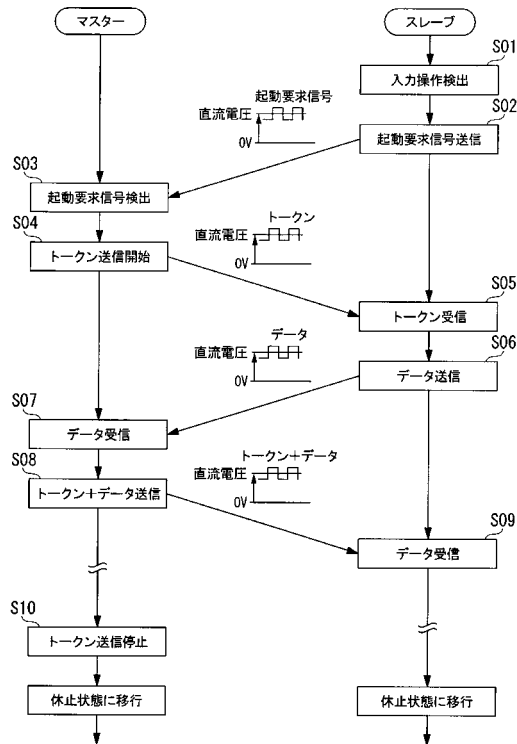 マスター
スレーブ
S01
入力操作検出
S02
起動要求信号
直流電圧
0V
起動要求信号送信
S03
起動要求信号検出
S04
トークン
直流電圧
0V
トークン送信開始
S05
トークン受信
S06
データ
直流電圧
0V
データ送信
S07
データ受信
S08
トークン+データ
直流電圧
0V
トークン+データ送信
S09
データ受信
S10
トークン送信停止
休止状態に移行
休止状態に移行